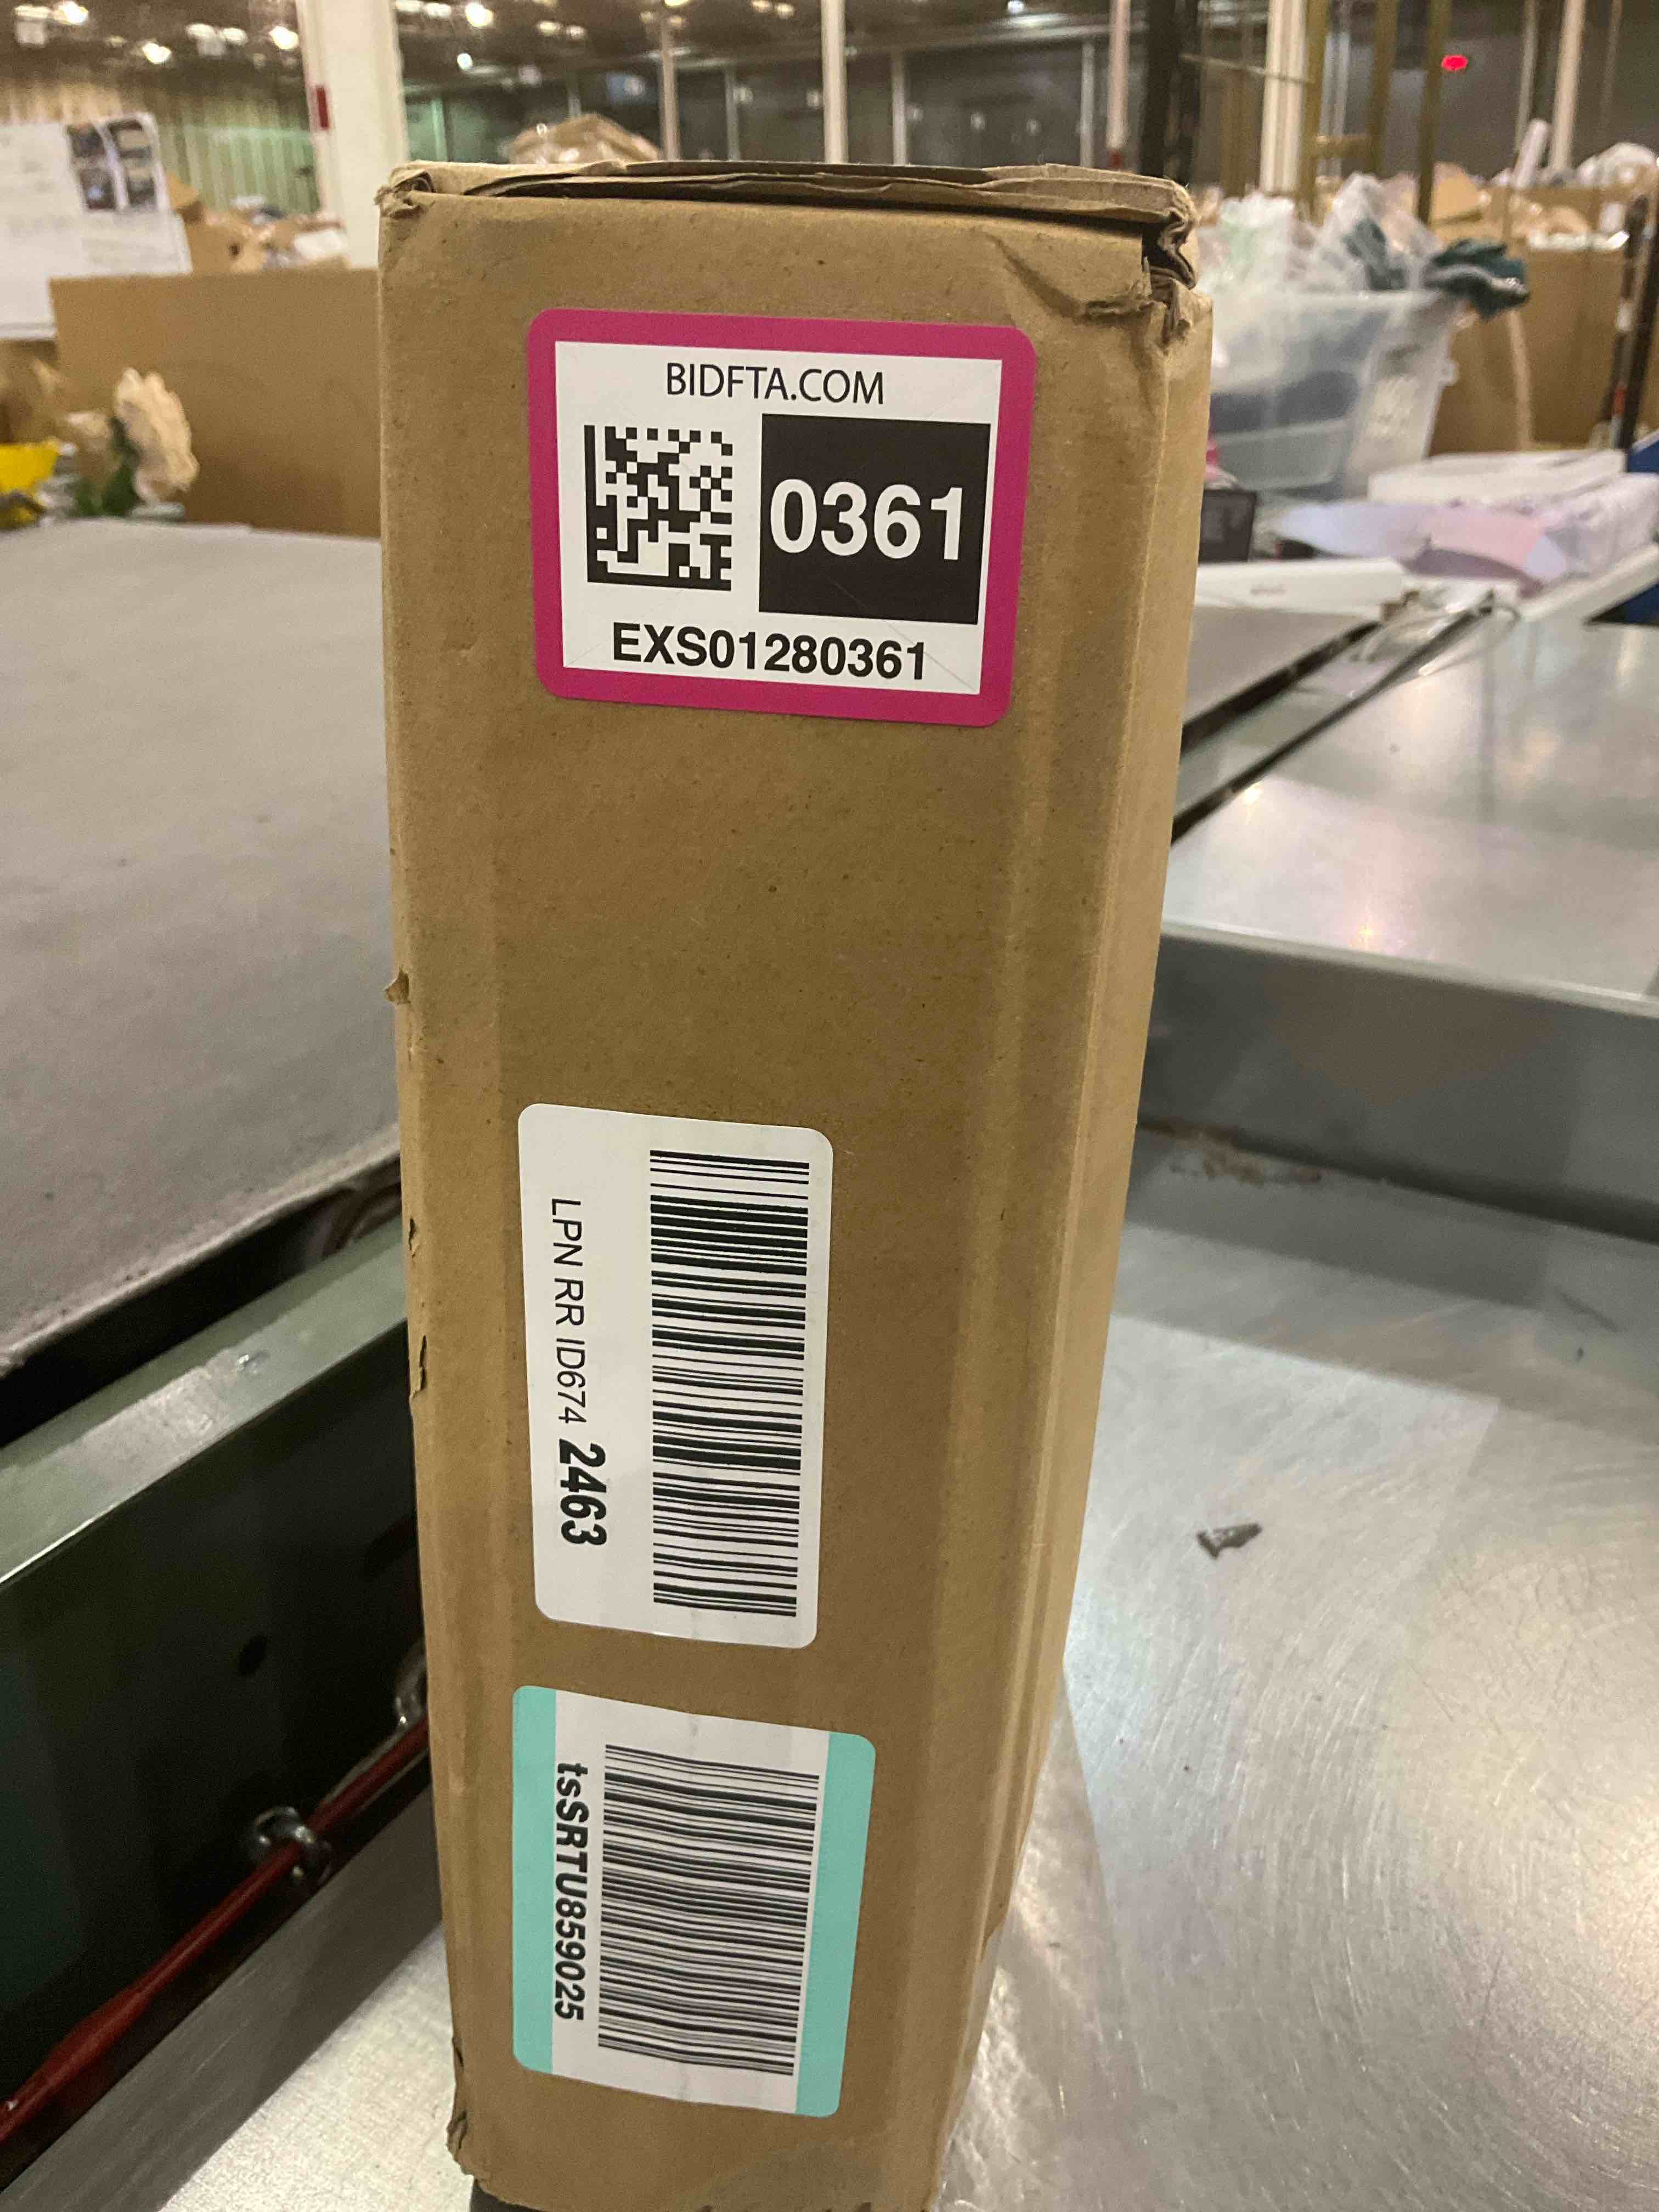 BIDFTA.COM
0361
EXS01280361
LPN RR ID674 2463
tsSRTU859025